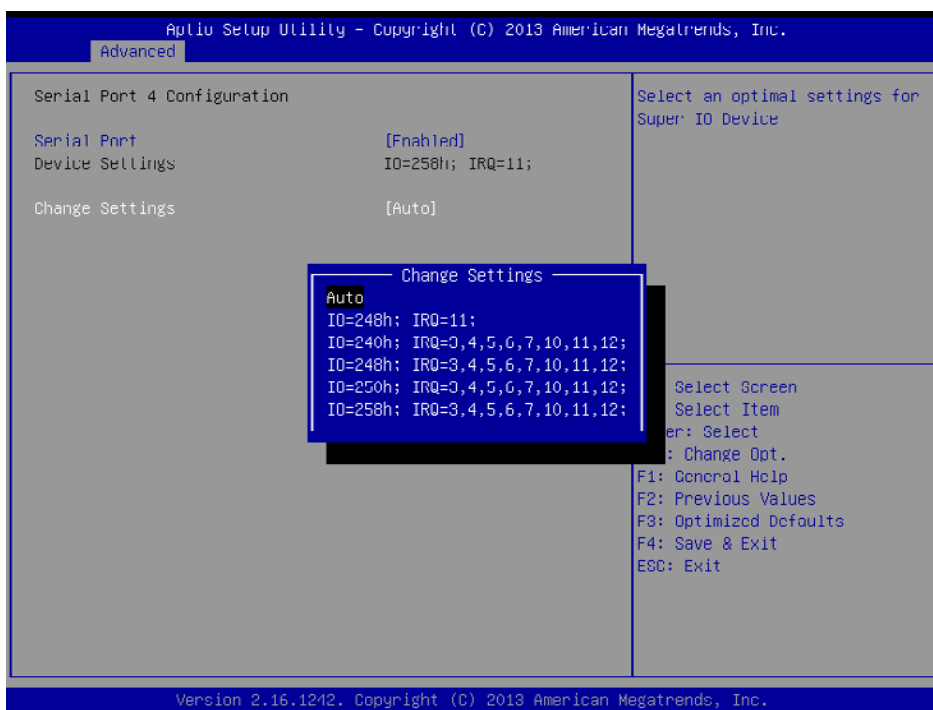 Aptio Setup Utility – Copyright (C) 2013 American Megatrends, Inc.
Advanced
Serial Port 4 Configuration
Serial Port [Enabled]
Device Settings IO=258h; IRQ=11;
Change Settings [Auto]
Select an optimal settings for
Super IO Device
Change Settings
Auto
IO=248h; IRQ=11;
IO=240h; IRQ=3,4,5,6,7,10,11,12;
IO=248h; IRQ=3,4,5,6,7,10,11,12;
IO=250h; IRQ=3,4,5,6,7,10,11,12;
IO=258h; IRQ=3,4,5,6,7,10,11,12;
Select Screen
Select Item
er: Select
: Change Opt.
F1: General Help
F2: Previous Values
F3: Optimized Defaults
F4: Save & Exit
ESC: Exit
Version 2.16.1242. Copyright (C) 2013 American Megatrends, Inc.